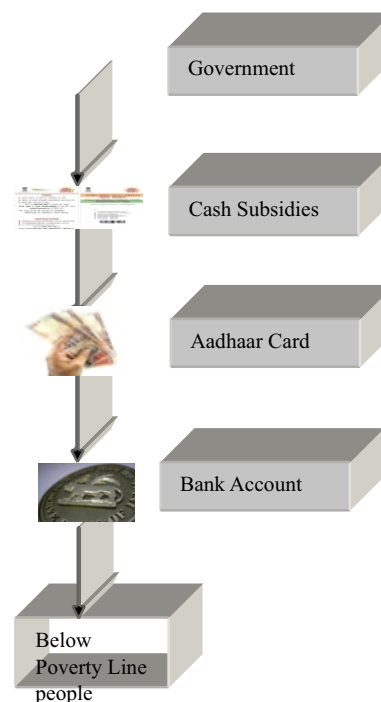 Government
Cash Subsidies
Aadhaar Card
Bank Account
Below
Poverty Line
people